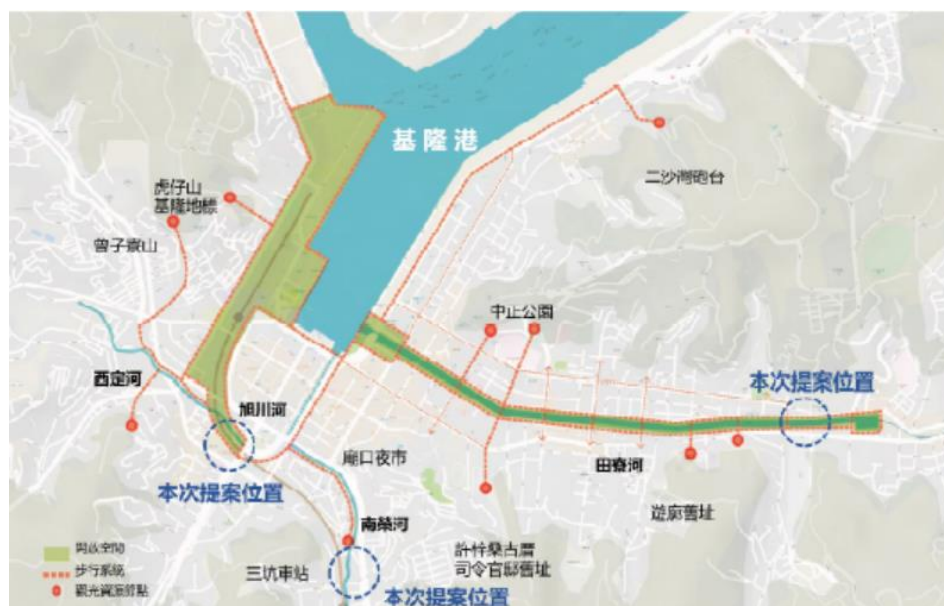 基隆港
二沙灣砲台
虎仔山
基隆地標
曾子寮山
中正公園
西定河
旭川河
本次提案位置
本次提案位置
廟口夜市
田寮河
遊廓舊址
南榮河
許梓桑古厝
司令官邸舊址
三坑車站
本次提案位置
開放空間
步行系統
觀光資源節點